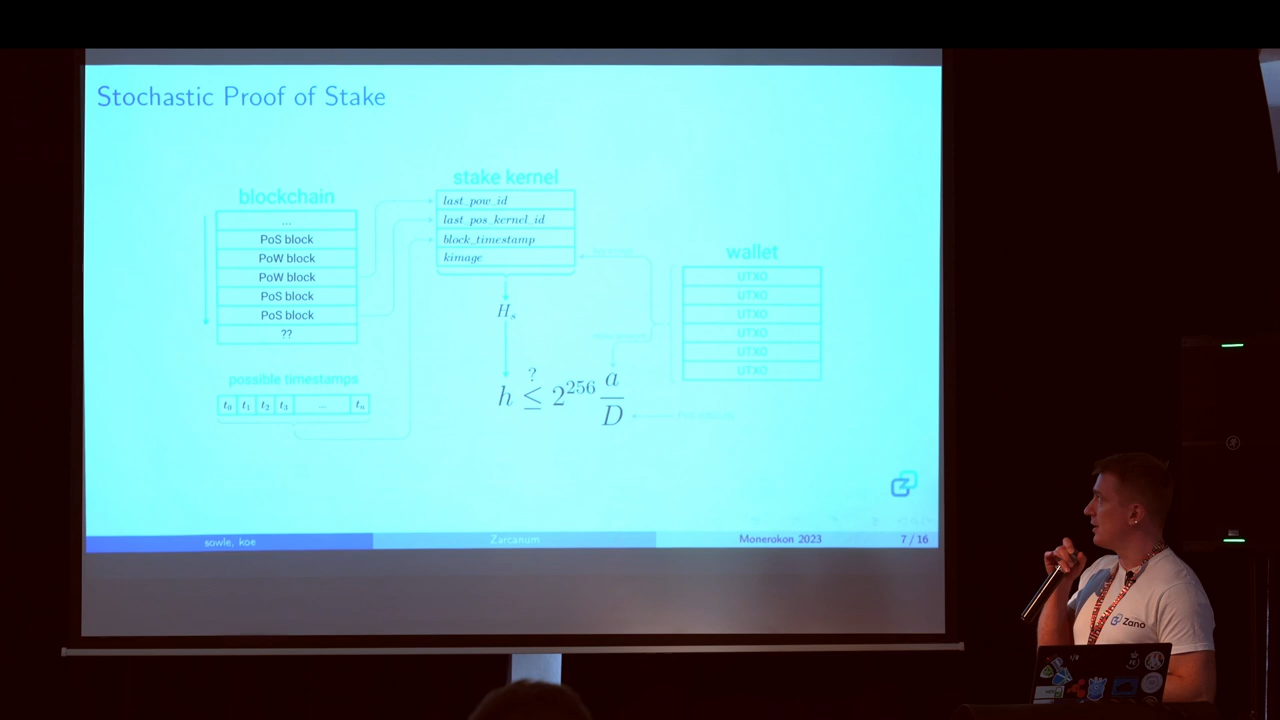 Stochastic Proof of Stake
blockchain
...
PoS block
PoW block
PoW block
PoS block
PoS block
??
possible timestamps
t0 t1 t2 t3 ... tn
stake kernel
last_pow_id
last_pos_kernel_id
block_timestamp
kimage
Hs
h ≤? 2^256 a/D
wallet
UTXO
UTXO
UTXO
UTXO
UTXO
UTXO
sowle, koe
Zarcanum
Monerokon 2023
7 / 16
Zano